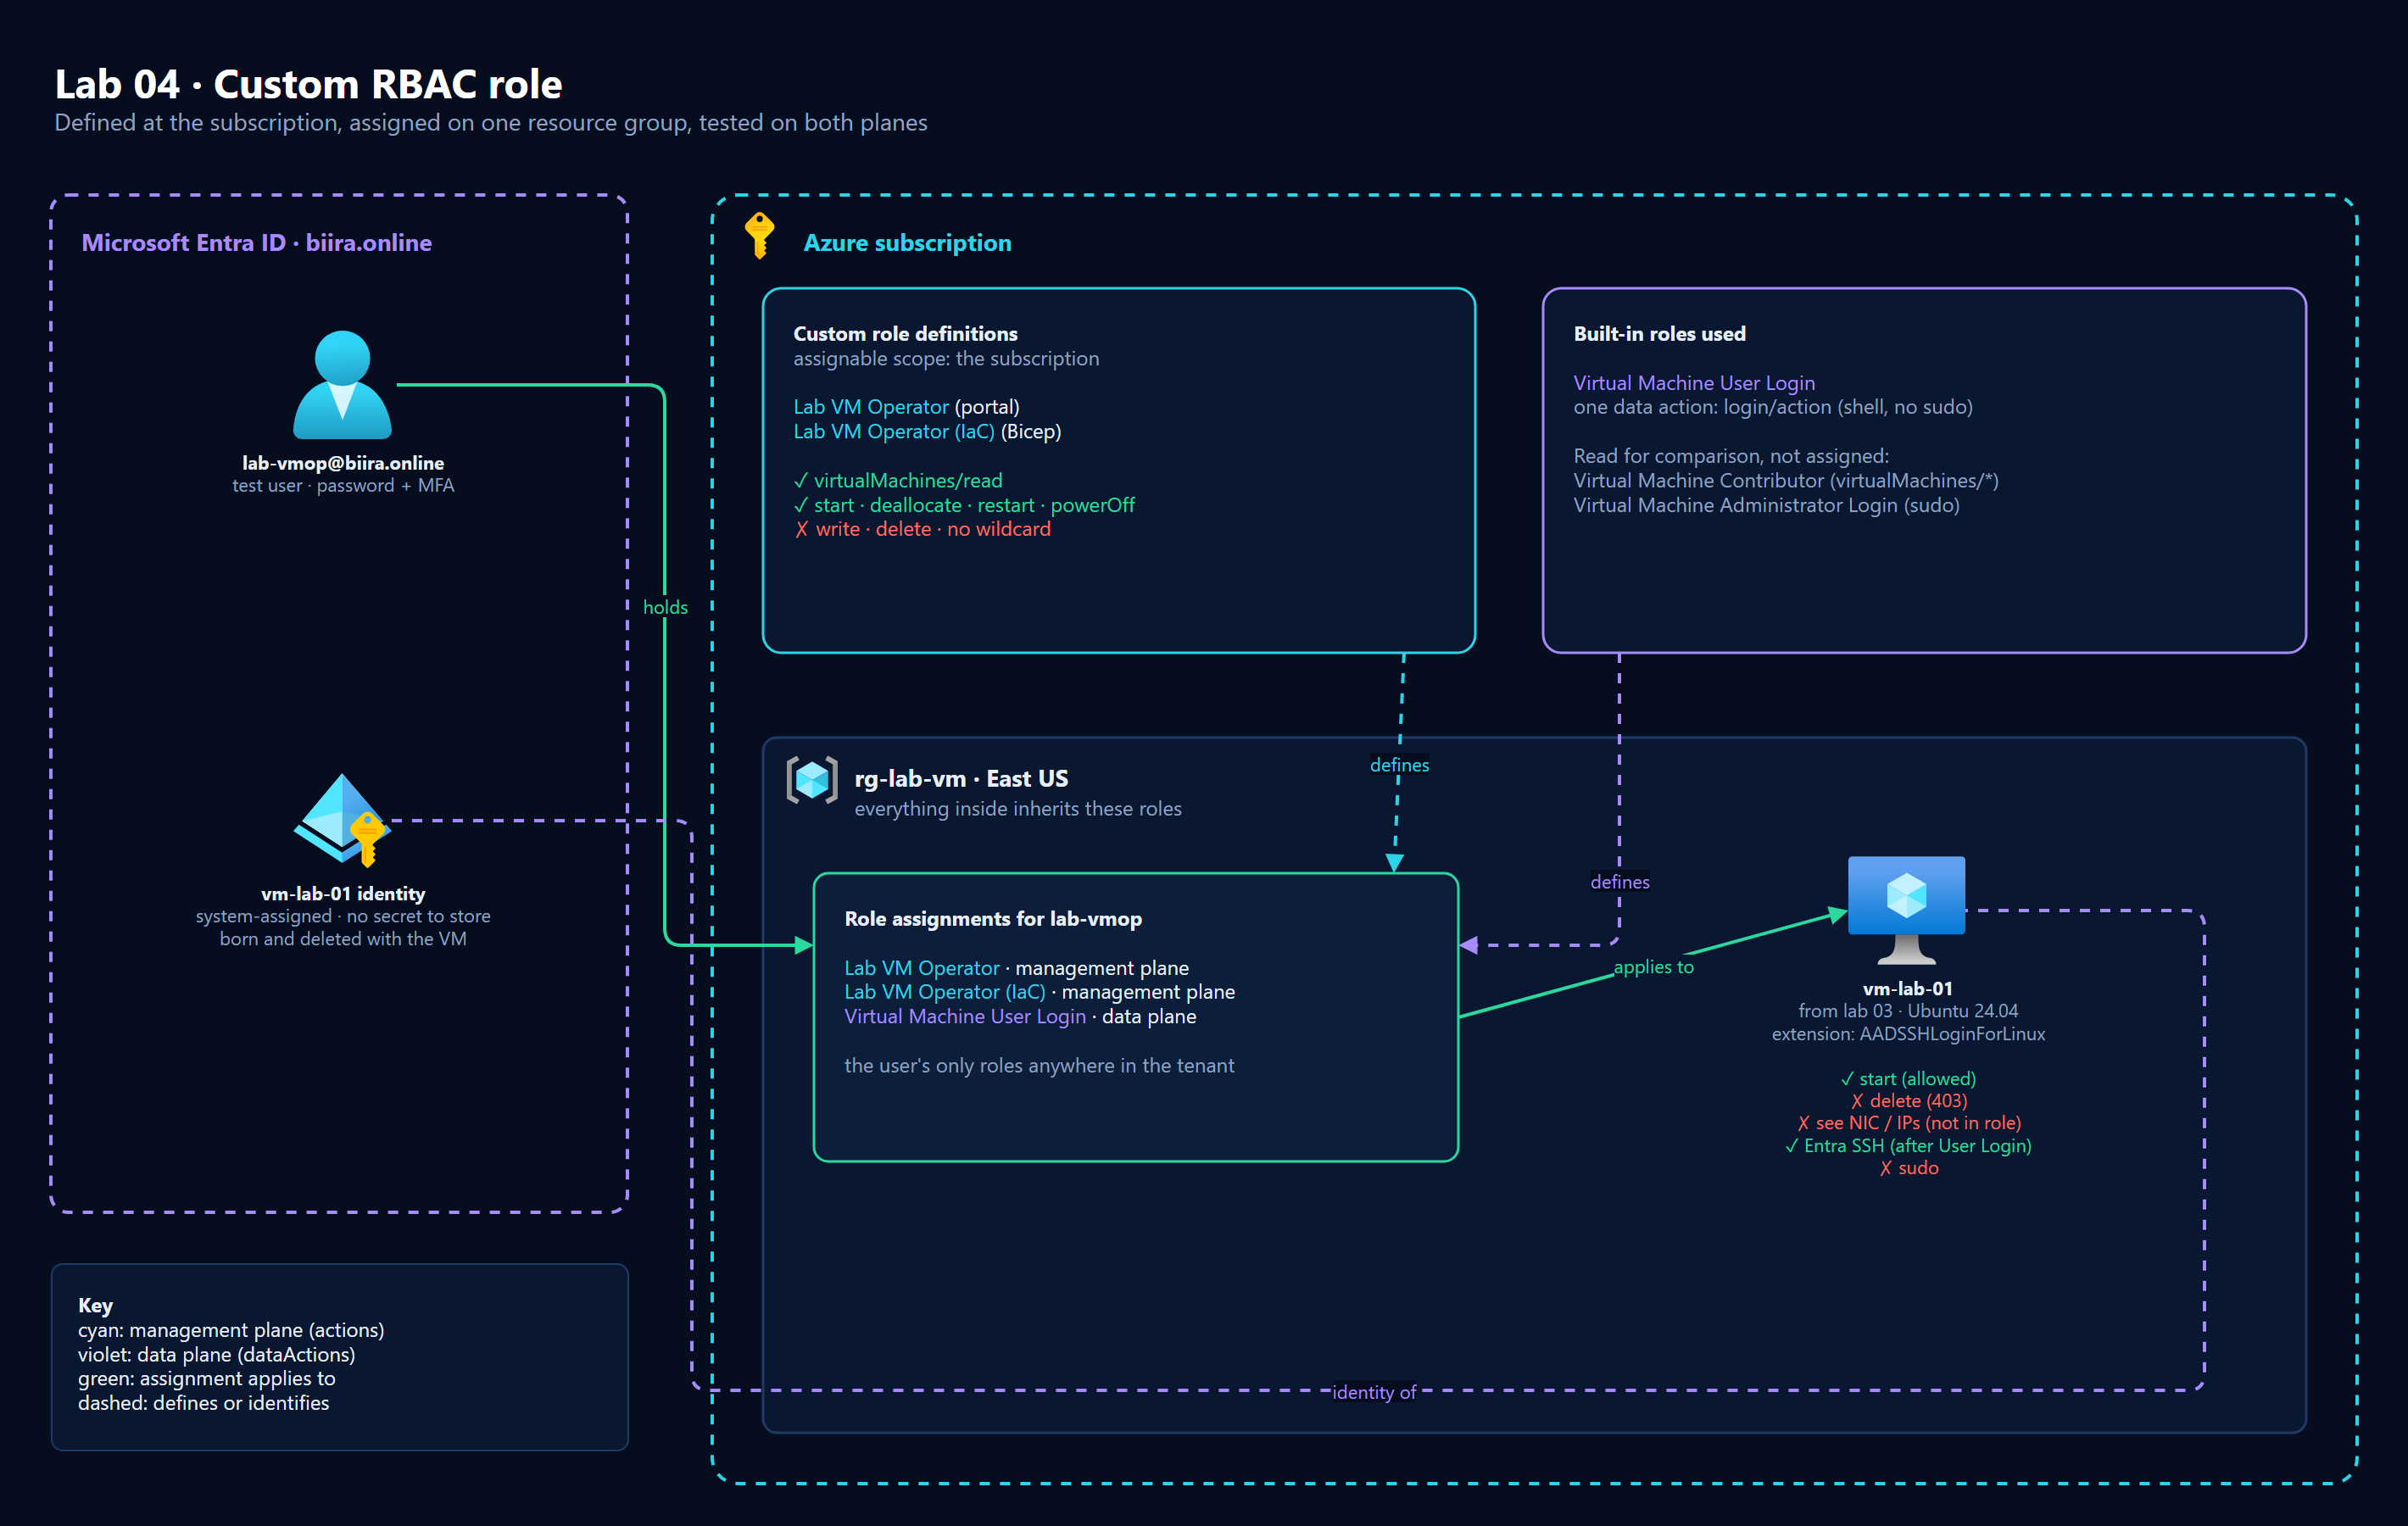 Lab 04 · Custom RBAC role
Defined at the subscription, assigned on one resource group, tested on both planes
Microsoft Entra ID · biira.online
lab-vmop@biira.online
test user · password + MFA
vm-lab-01 identity
system-assigned · no secret to store
born and deleted with the VM
holds
Azure subscription
Custom role definitions
assignable scope: the subscription
Lab VM Operator (portal)
Lab VM Operator (IaC) (Bicep)
✓ virtualMachines/read
✓ start · deallocate · restart · powerOff
✗ write · delete · no wildcard
Built-in roles used
Virtual Machine User Login
one data action: login/action (shell, no sudo)
Read for comparison, not assigned:
Virtual Machine Contributor (virtualMachines/*)
Virtual Machine Administrator Login (sudo)
defines
defines
rg-lab-vm · East US
everything inside inherits these roles
Role assignments for lab-vmop
Lab VM Operator · management plane
Lab VM Operator (IaC) · management plane
Virtual Machine User Login · data plane
the user's only roles anywhere in the tenant
applies to
vm-lab-01
from lab 03 · Ubuntu 24.04
extension: AADSSHLoginForLinux
✓ start (allowed)
✗ delete (403)
✗ see NIC / IPs (not in role)
✓ Entra SSH (after User Login)
✗ sudo
identity of
Key
cyan: management plane (actions)
violet: data plane (dataActions)
green: assignment applies to
dashed: defines or identifies